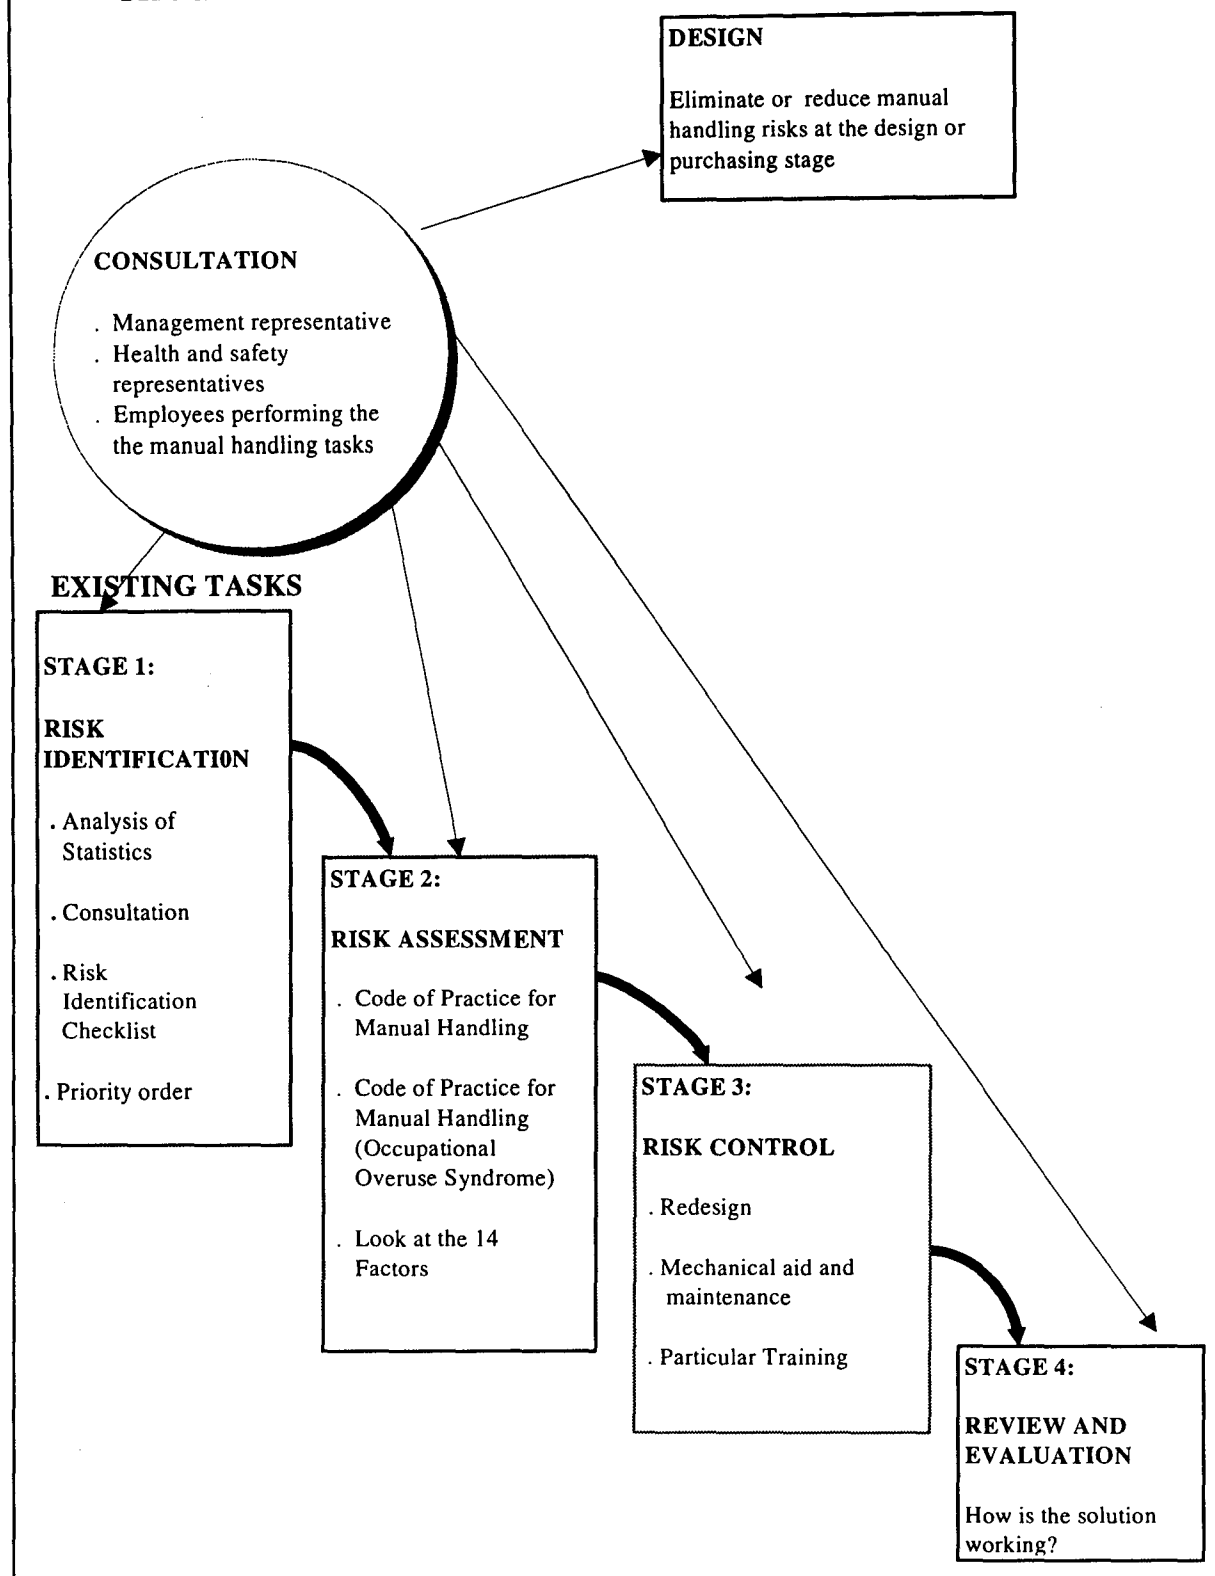 DESIGN
Eliminate or reduce manual
handling risks at the design or
purchasing stage
CONSULTATION
. Management representative
. Health and safety
representatives
. Employees performing the
the manual handling tasks
EXISTING TASKS
STAGE 1:
RISK
IDENTIFICATION
. Analysis of
Statistics
. Consultation
. Risk
Identification
Checklist
. Priority order
STAGE 2:
RISK ASSESSMENT
. Code of Practice for
Manual Handling
. Code of Practice for
Manual Handling
(Occupational
Overuse Syndrome)
. Look at the 14
Factors
STAGE 3:
RISK CONTROL
. Redesign
. Mechanical aid and
maintenance
. Particular Training
STAGE 4:
REVIEW AND
EVALUATION
How is the solution
working?